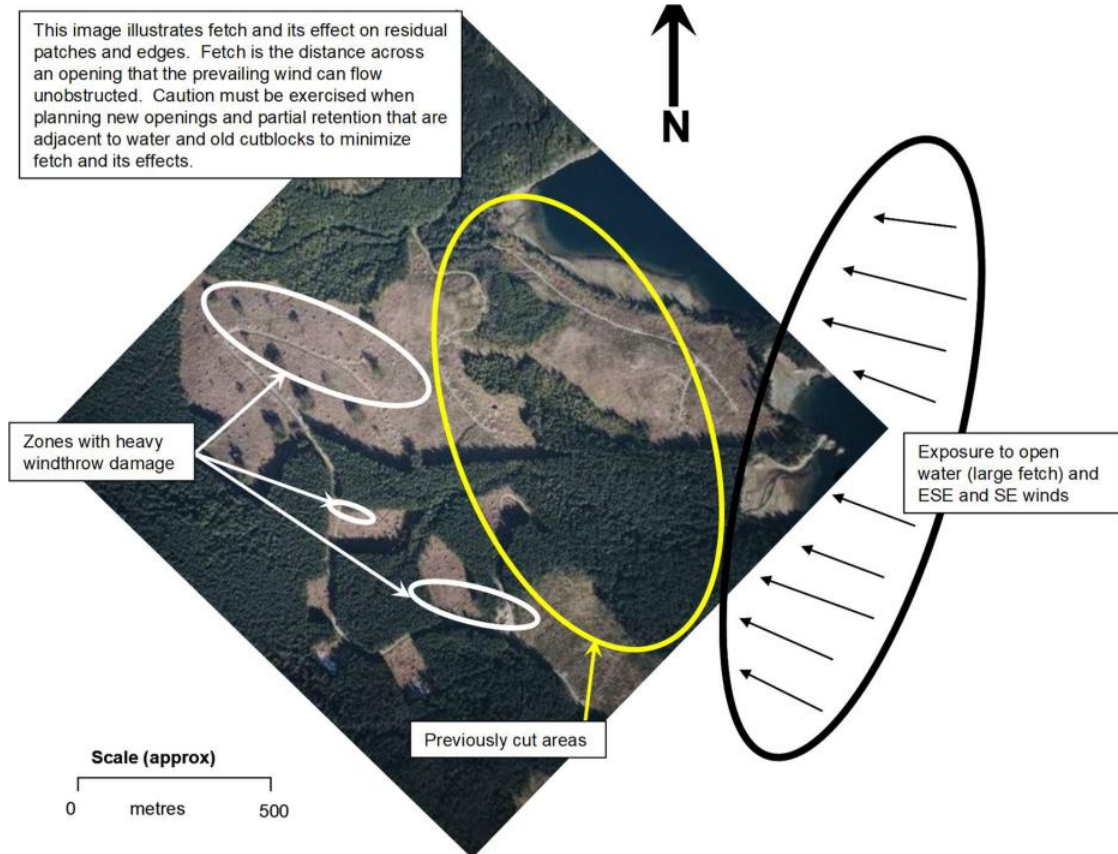 This image illustrates fetch and its effect on residual
patches and edges.  Fetch is the distance across
an opening that the prevailing wind can flow
unobstructed.  Caution must be exercised when
planning new openings and partial retention that are
adjacent to water and old cutblocks to minimize
fetch and its effects.
N
Zones with heavy
windthrow damage
Exposure to open
water (large fetch) and
ESE and SE winds
Previously cut areas
Scale (approx)
0 metres 500